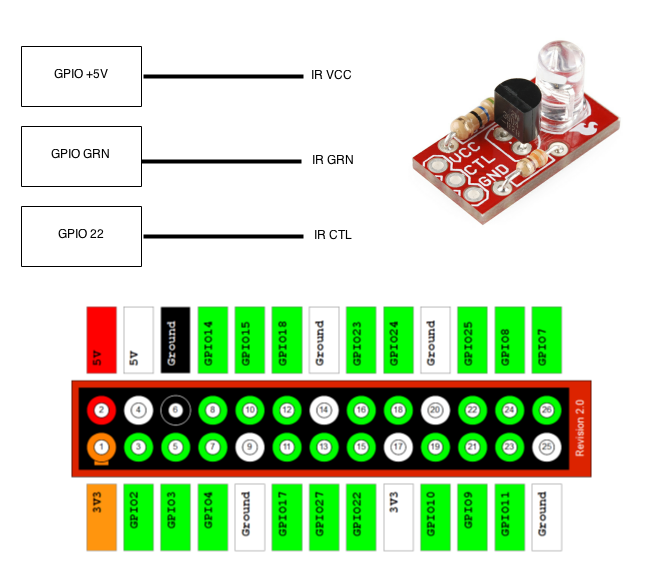 GPIO +5V
IR VCC
GPIO GRN
IR GRN
GPIO 22
IR CTL
VCC
CTL
GND
5V
5V
Ground
GPIO14
GPIO15
GPIO18
Ground
GPIO23
GPIO24
Ground
GPIO25
GPIO8
GPIO7
2 4 6 8 10 12 14 16 18 20 22 24 26
1 3 5 7 9 11 13 15 17 19 21 23 25
Revision 2.0
3V3
GPIO2
GPIO3
GPIO4
Ground
GPIO17
GPIO27
GPIO22
3V3
GPIO10
GPIO9
GPIO11
Ground